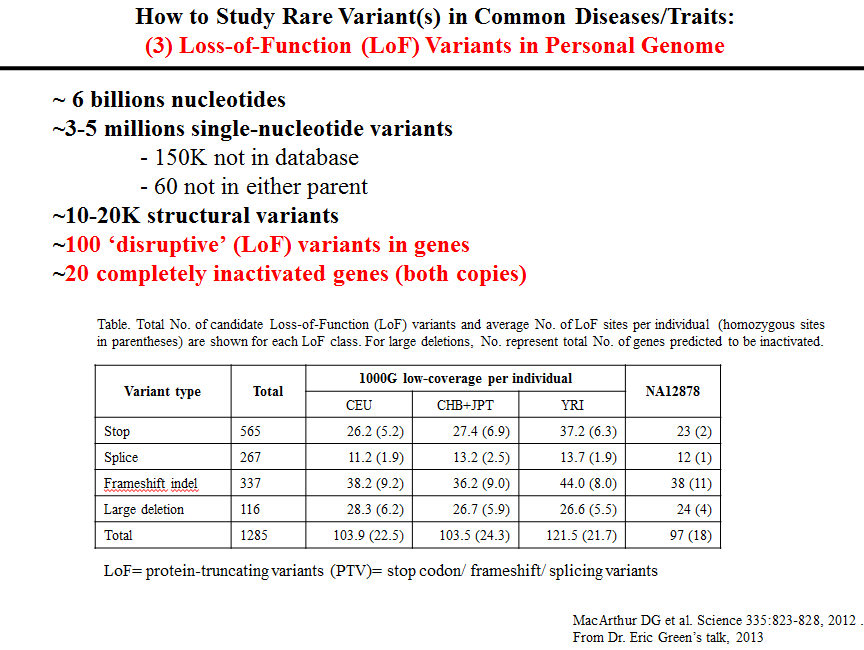 How to Study Rare Variant(s) in Common Diseases/Traits:
(3) Loss-of-Function (LoF) Variants in Personal Genome
~ 6 billions nucleotides
~3-5 millions single-nucleotide variants
- 150K not in database
- 60 not in either parent
~10-20K structural variants
~100 ‘disruptive’ (LoF) variants in genes
~20 completely inactivated genes (both copies)
Table. Total No. of candidate Loss-of-Function (LoF) variants and average No. of LoF sites per individual (homozygous sites
in parentheses) are shown for each LoF class. For large deletions, No. represent total No. of genes predicted to be inactivated.
Variant type Total 1000G low-coverage per individual NA12878
CEU CHB+JPT YRI
Stop 565 26.2 (5.2) 27.4 (6.9) 37.2 (6.3) 23 (2)
Splice 267 11.2 (1.9) 13.2 (2.5) 13.7 (1.9) 12 (1)
Frameshift indel 337 38.2 (9.2) 36.2 (9.0) 44.0 (8.0) 38 (11)
Large deletion 116 28.3 (6.2) 26.7 (5.9) 26.6 (5.5) 24 (4)
Total 1285 103.9 (22.5) 103.5 (24.3) 121.5 (21.7) 97 (18)
LoF= protein-truncating variants (PTV)= stop codon/ frameshift/ splicing variants
MacArthur DG et al. Science 335:823-828, 2012 .
From Dr. Eric Green’s talk, 2013